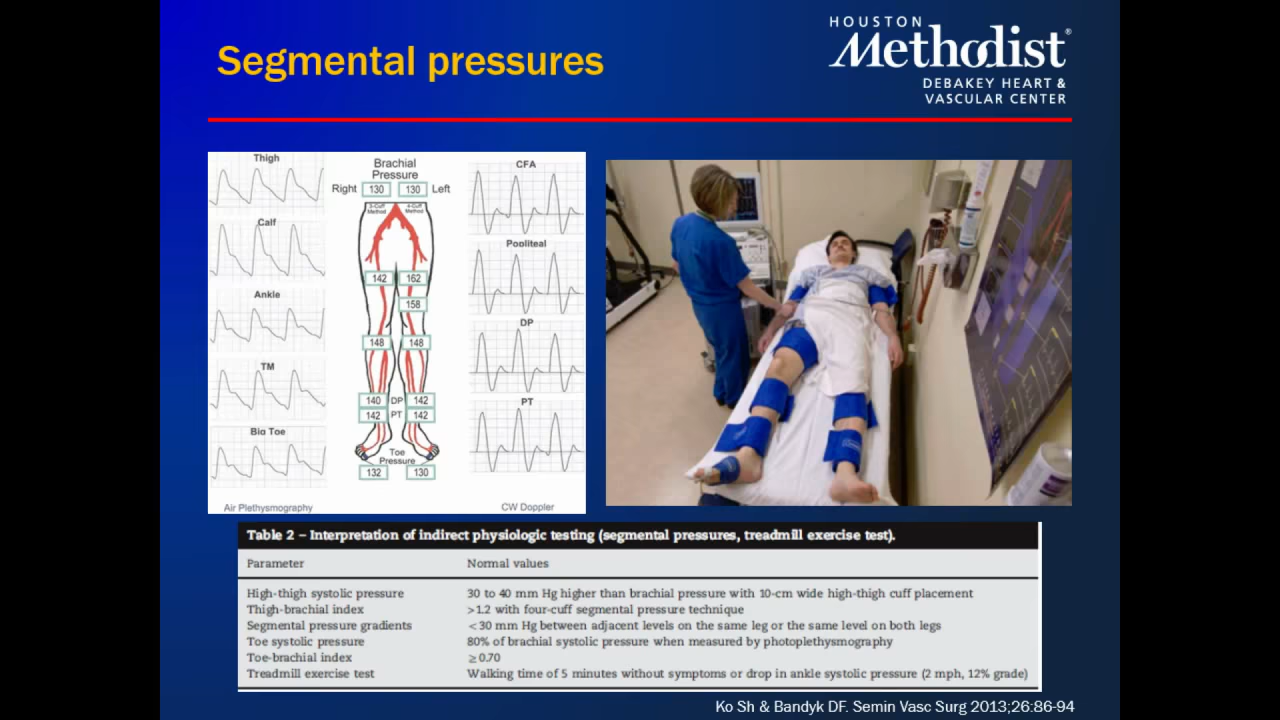 Segmental pressures
HOUSTON
Methodist®
DEBAKEY HEART &
VASCULAR CENTER
Thigh
Calf
Ankle
TM
Big Toe
Air Plethysmography
Brachial
Pressure
Right 130 130 Left
3-Cuff
Method
4-Cuff
Method
142 162
158
148 148
140 DP 142
142 PT 142
Toe
Pressure
132 130
CFA
Popliteal
DP
PT
CW Doppler
Table 2 – Interpretation of indirect physiologic testing (segmental pressures, treadmill exercise test).
Parameter Normal values
High-thigh systolic pressure 30 to 40 mm Hg higher than brachial pressure with 10-cm wide high-thigh cuff placement
Thigh-brachial index >1.2 with four-cuff segmental pressure technique
Segmental pressure gradients <30 mm Hg between adjacent levels on the same leg or the same level on both legs
Toe systolic pressure 80% of brachial systolic pressure when measured by photoplethysmography
Toe-brachial index ≥0.70
Treadmill exercise test Walking time of 5 minutes without symptoms or drop in ankle systolic pressure (2 mph, 12% grade)
Ko Sh & Bandyk DF. Semin Vasc Surg 2013;26:86-94